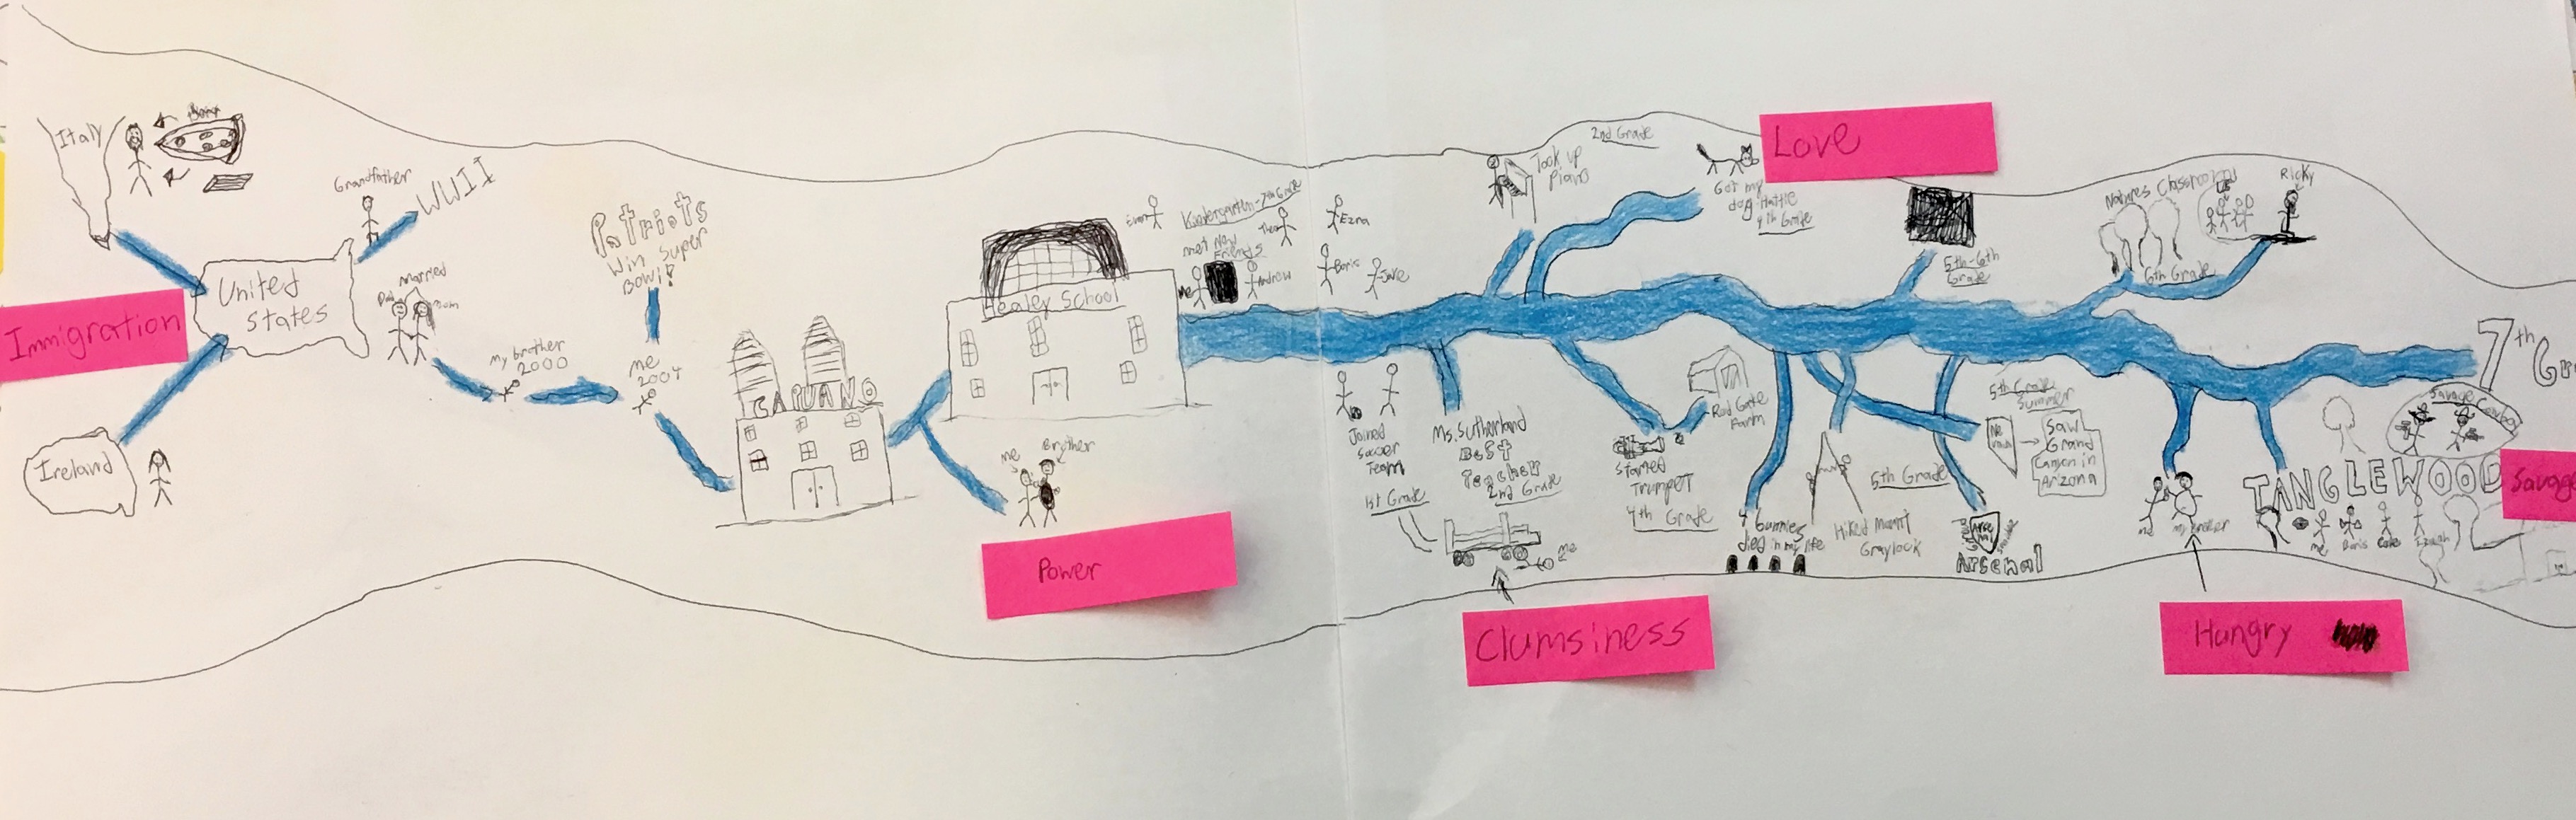 Italy
Boat
Immigration
United
States
Ireland
Grandfather
WWII
Married
Dad
Mom
my brother
2000
Patriots
Win Super
Bowl!
me
2004
CAPUANO
Healey School
me
Brother
Power
Evan
Kindergarten-7th Grade
met New
Friends
Theo
Ezra
Me
Andrew
Boris
Jake
Joined
Soccer
Team
1st Grade
Ms. Sutherland
Best
Teacher
2nd Grade
me
Clumsiness
Took up
Piano
2nd Grade
Got my
dog Hattie
4th Grade
Love
Started
Trumpet
4th Grade
Red Gate
Farm
4 bunnies
died in my life
Hiked Mount
Graylock
5th Grade
Arsenal
5th-6th
Grade
5th Grade
Summer
Saw
Grand
Canyon in
Arizona
Natures Classroom
6th Grade
Ricky
me
my brother
Hungry
TANGLEWOOD
me
Boris
Cole
Savage
7th Gr